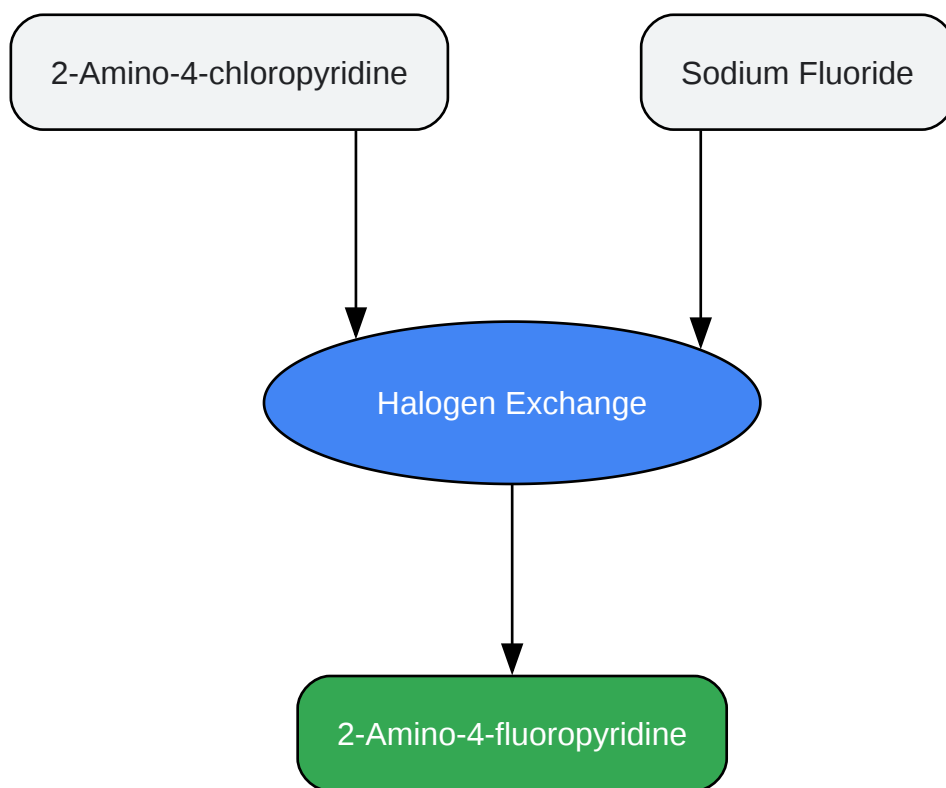 2-Amino-4-chloropyridine
Sodium Fluoride
Halogen Exchange
2-Amino-4-fluoropyridine